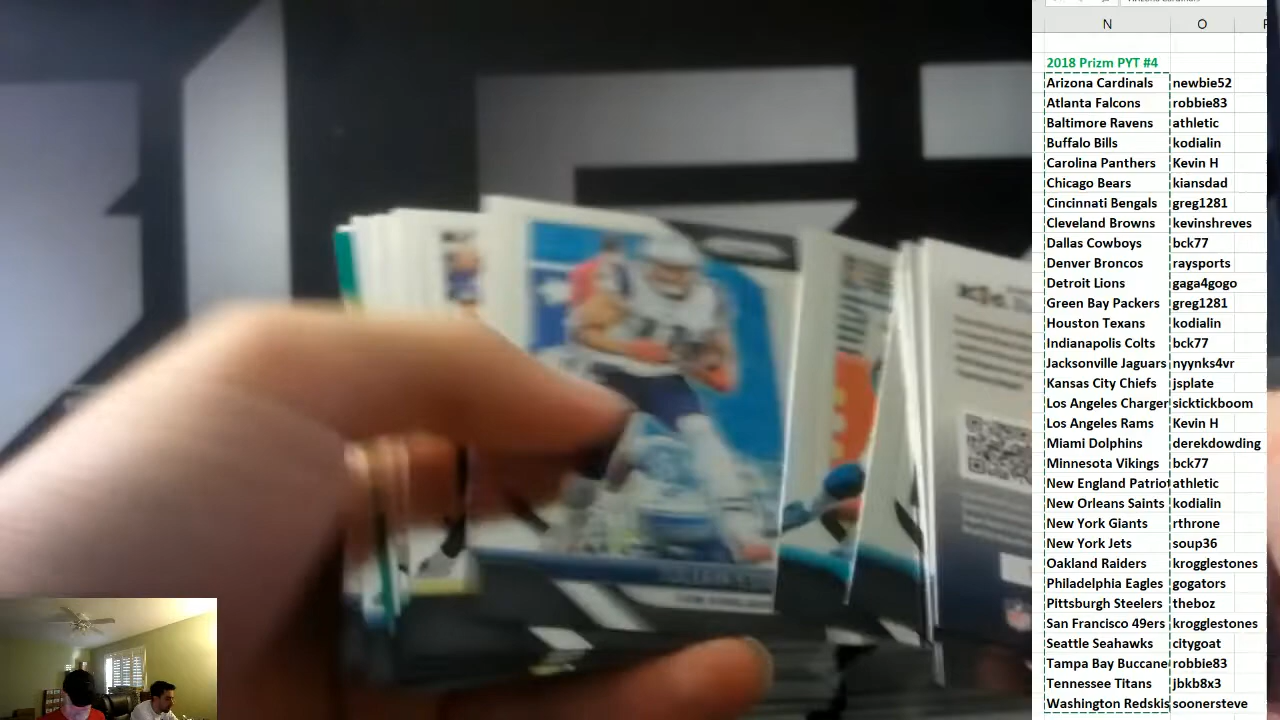 N O
2018 Prizm PYT #4
Arizona Cardinals newbie52
Atlanta Falcons robbie83
Baltimore Ravens athletic
Buffalo Bills kodialin
Carolina Panthers Kevin H
Chicago Bears kiansdad
Cincinnati Bengals greg1281
Cleveland Browns kevinshreves
Dallas Cowboys bck77
Denver Broncos raysports
Detroit Lions gaga4gogo
Green Bay Packers greg1281
Houston Texans kodialin
Indianapolis Colts bck77
Jacksonville Jaguars nyynks4vr
Kansas City Chiefs jsplate
Los Angeles Charger sicktickboom
Los Angeles Rams Kevin H
Miami Dolphins derekdowding
Minnesota Vikings bck77
New England Patriot athletic
New Orleans Saints kodialin
New York Giants rthrone
New York Jets soup36
Oakland Raiders krogglestones
Philadelphia Eagles gogators
Pittsburgh Steelers theboz
San Francisco 49ers krogglestones
Seattle Seahawks citygoat
Tampa Bay Buccane robbie83
Tennessee Titans jbkb8x3
Washington Redskis soonersteve